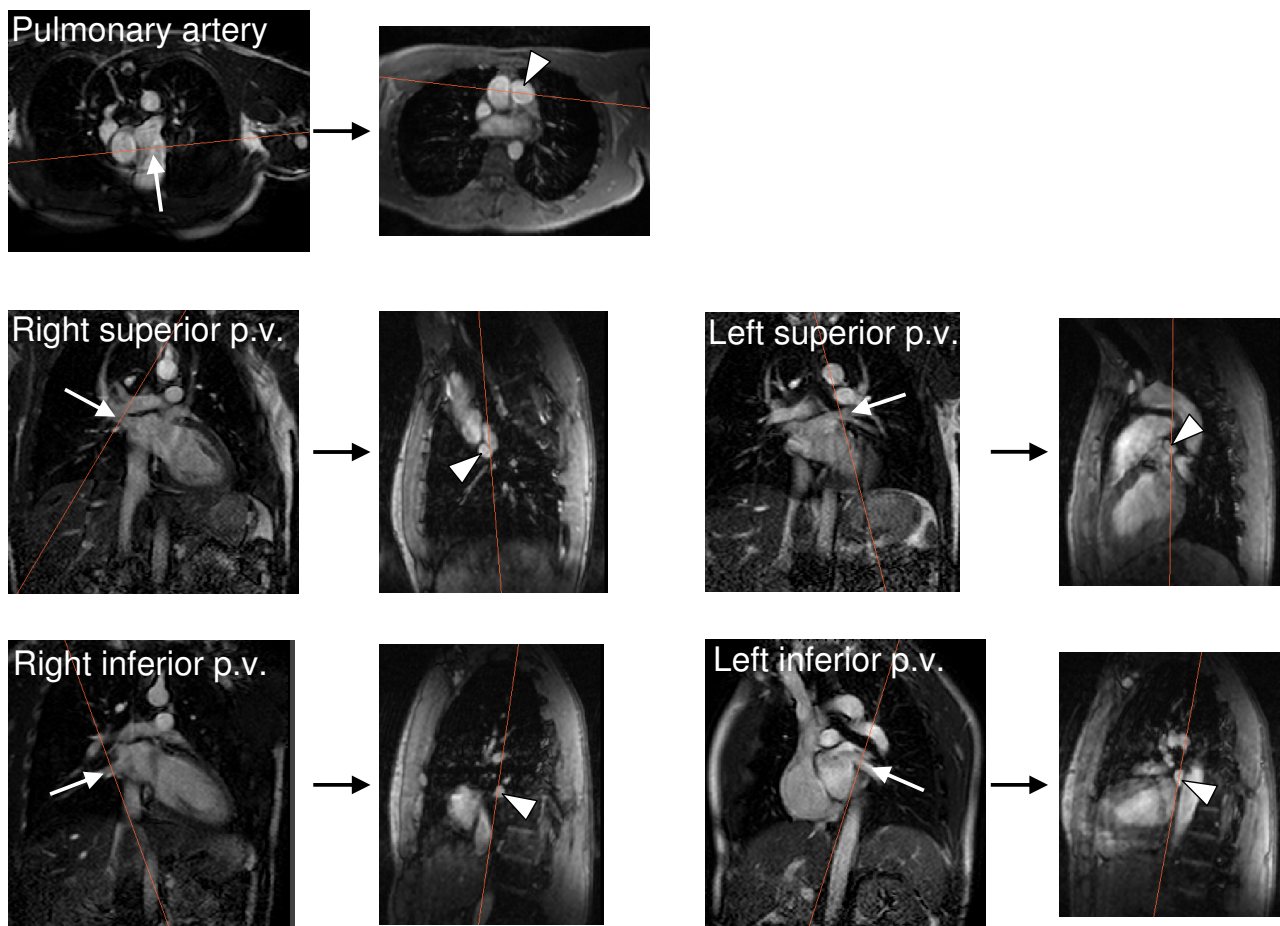 Pulmonary artery
Right superior p.v.
Left superior p.v.
Right inferior p.v.
Left inferior p.v.